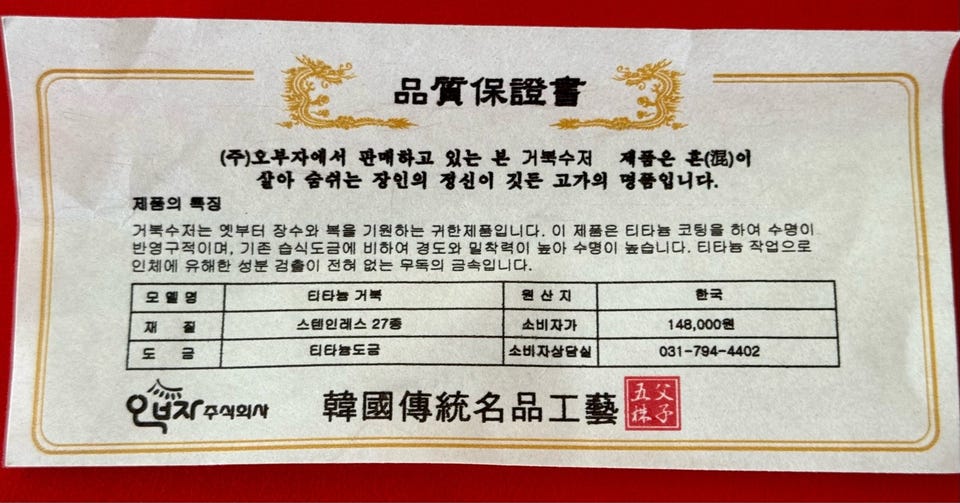 品質保證書
(주)오부자에서 판매하고 있는 본 거북수저 제품은 혼(混)이
살아 숨쉬는 장인의 정신이 깃든 고가의 명품입니다.
제품의 특징
거북수저는 옛부터 장수와 복을 기원하는 귀한제품입니다. 이 제품은 티타늄 코팅을 하여 수명이
반영구적이며, 기존 습식도금에 비하여 경도와 밀착력이 높아 수명이 높습니다. 티타늄 작업으로
인체에 유해한 성분 검출이 전혀 없는 무독의 금속입니다.
모델명 티타늄 거북 원산지 한국
재 질 스텐인레스 27종 소비자가 148,000원
도 금 티타늄도금 소비자상담실 031-794-4402
오부자 주식회사 韓國傳統名品工藝 五父株子